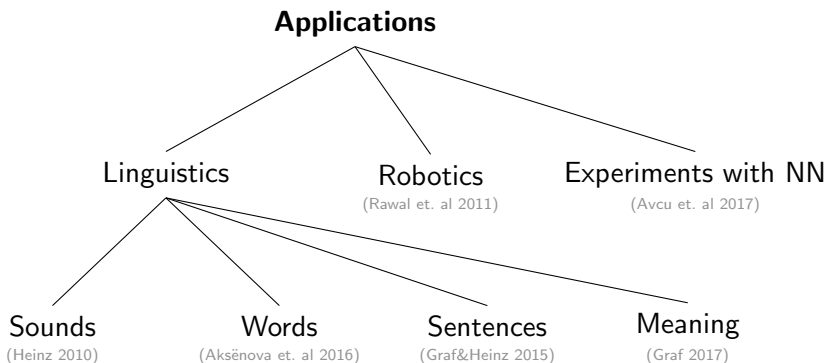 Applications
Linguistics
Robotics
(Rawal et. al 2011)
Experiments with NN
(Avcu et. al 2017)
Sounds
(Heinz 2010)
Words
(Aksënova et. al 2016)
Sentences
(Graf&Heinz 2015)
Meaning
(Graf 2017)